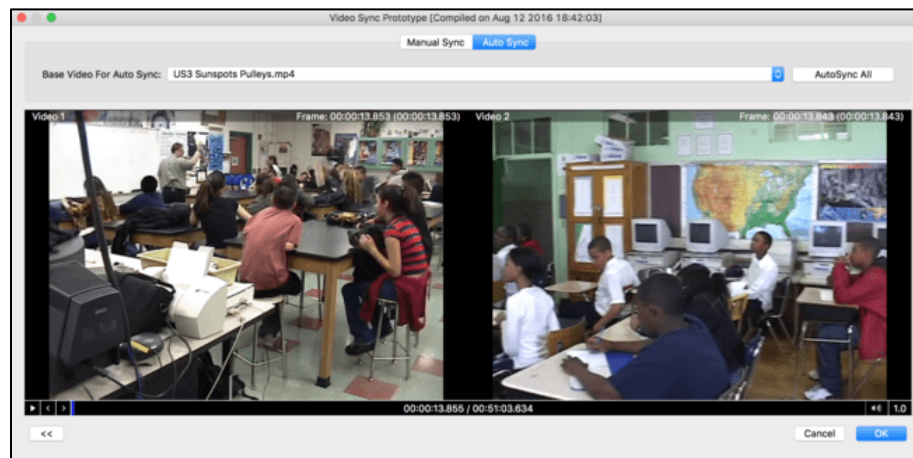 Video Sync Prototype [Compiled on Aug 12 2016 18:42:03]
Manual Sync Auto Sync
Base Video For Auto Sync: US3 Sunspots Pulleys.mp4 AutoSync All
Video 1 Frame: 00:00:13.853 (00:00:13.853) Video 2 Frame: 00:00:13.843 (00:00:13.843)
00:00:13.855 / 00:51:03.634 1.0
<< Cancel OK